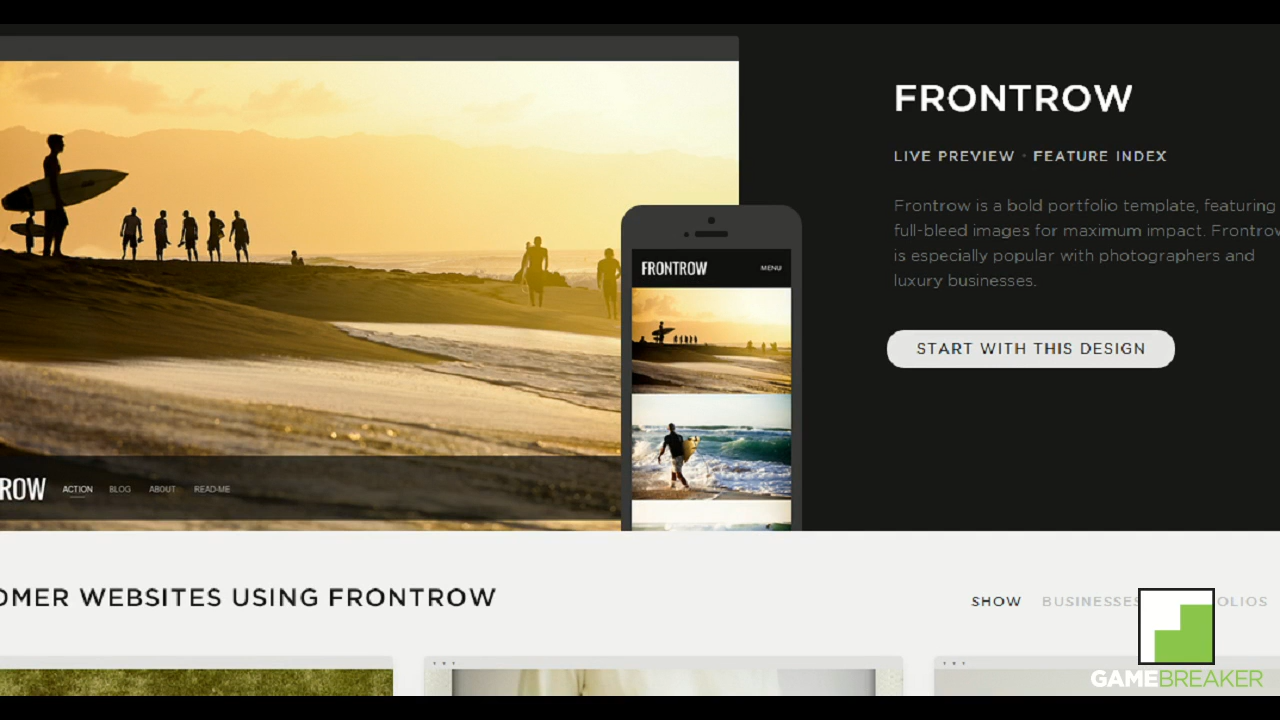 FRONTROW
LIVE PREVIEW · FEATURE INDEX
Frontrow is a bold portfolio template, featuring
full-bleed images for maximum impact. Frontrow
is especially popular with photographers and
luxury businesses.
START WITH THIS DESIGN
FRONTROW MENU
ROW ACTION BLOG ABOUT READ-ME
OMER WEBSITES USING FRONTROW
SHOW BUSINESSES OLIOS
GAMEBREAKER